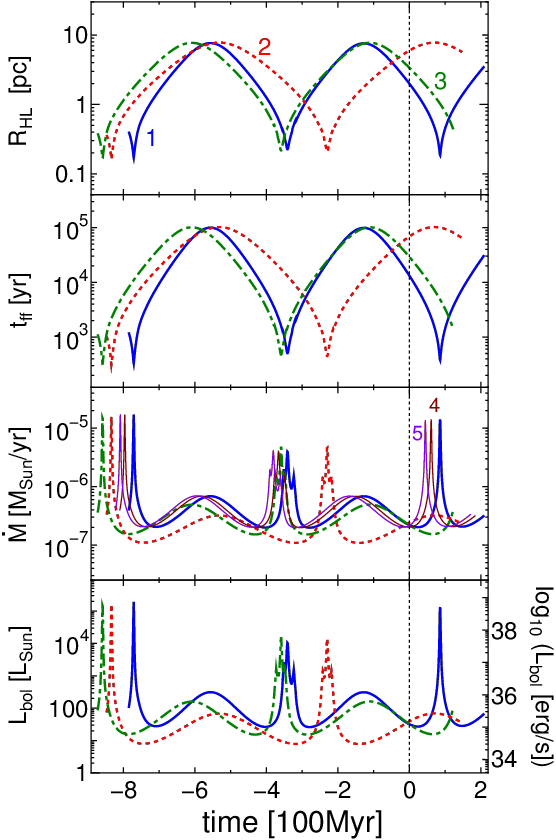 10
1
0.1
R_HL [pc]
1
2
3
10^5
10^4
10^3
t_ff [yr]
10^-5
10^-6
10^-7
Ṁ [M_Sun/yr]
4
5
10^4
100
1
L_bol [L_Sun]
38
36
34
log_10 (L_bol [erg/s])
−8 −6 −4 −2 0 2
time [100Myr]